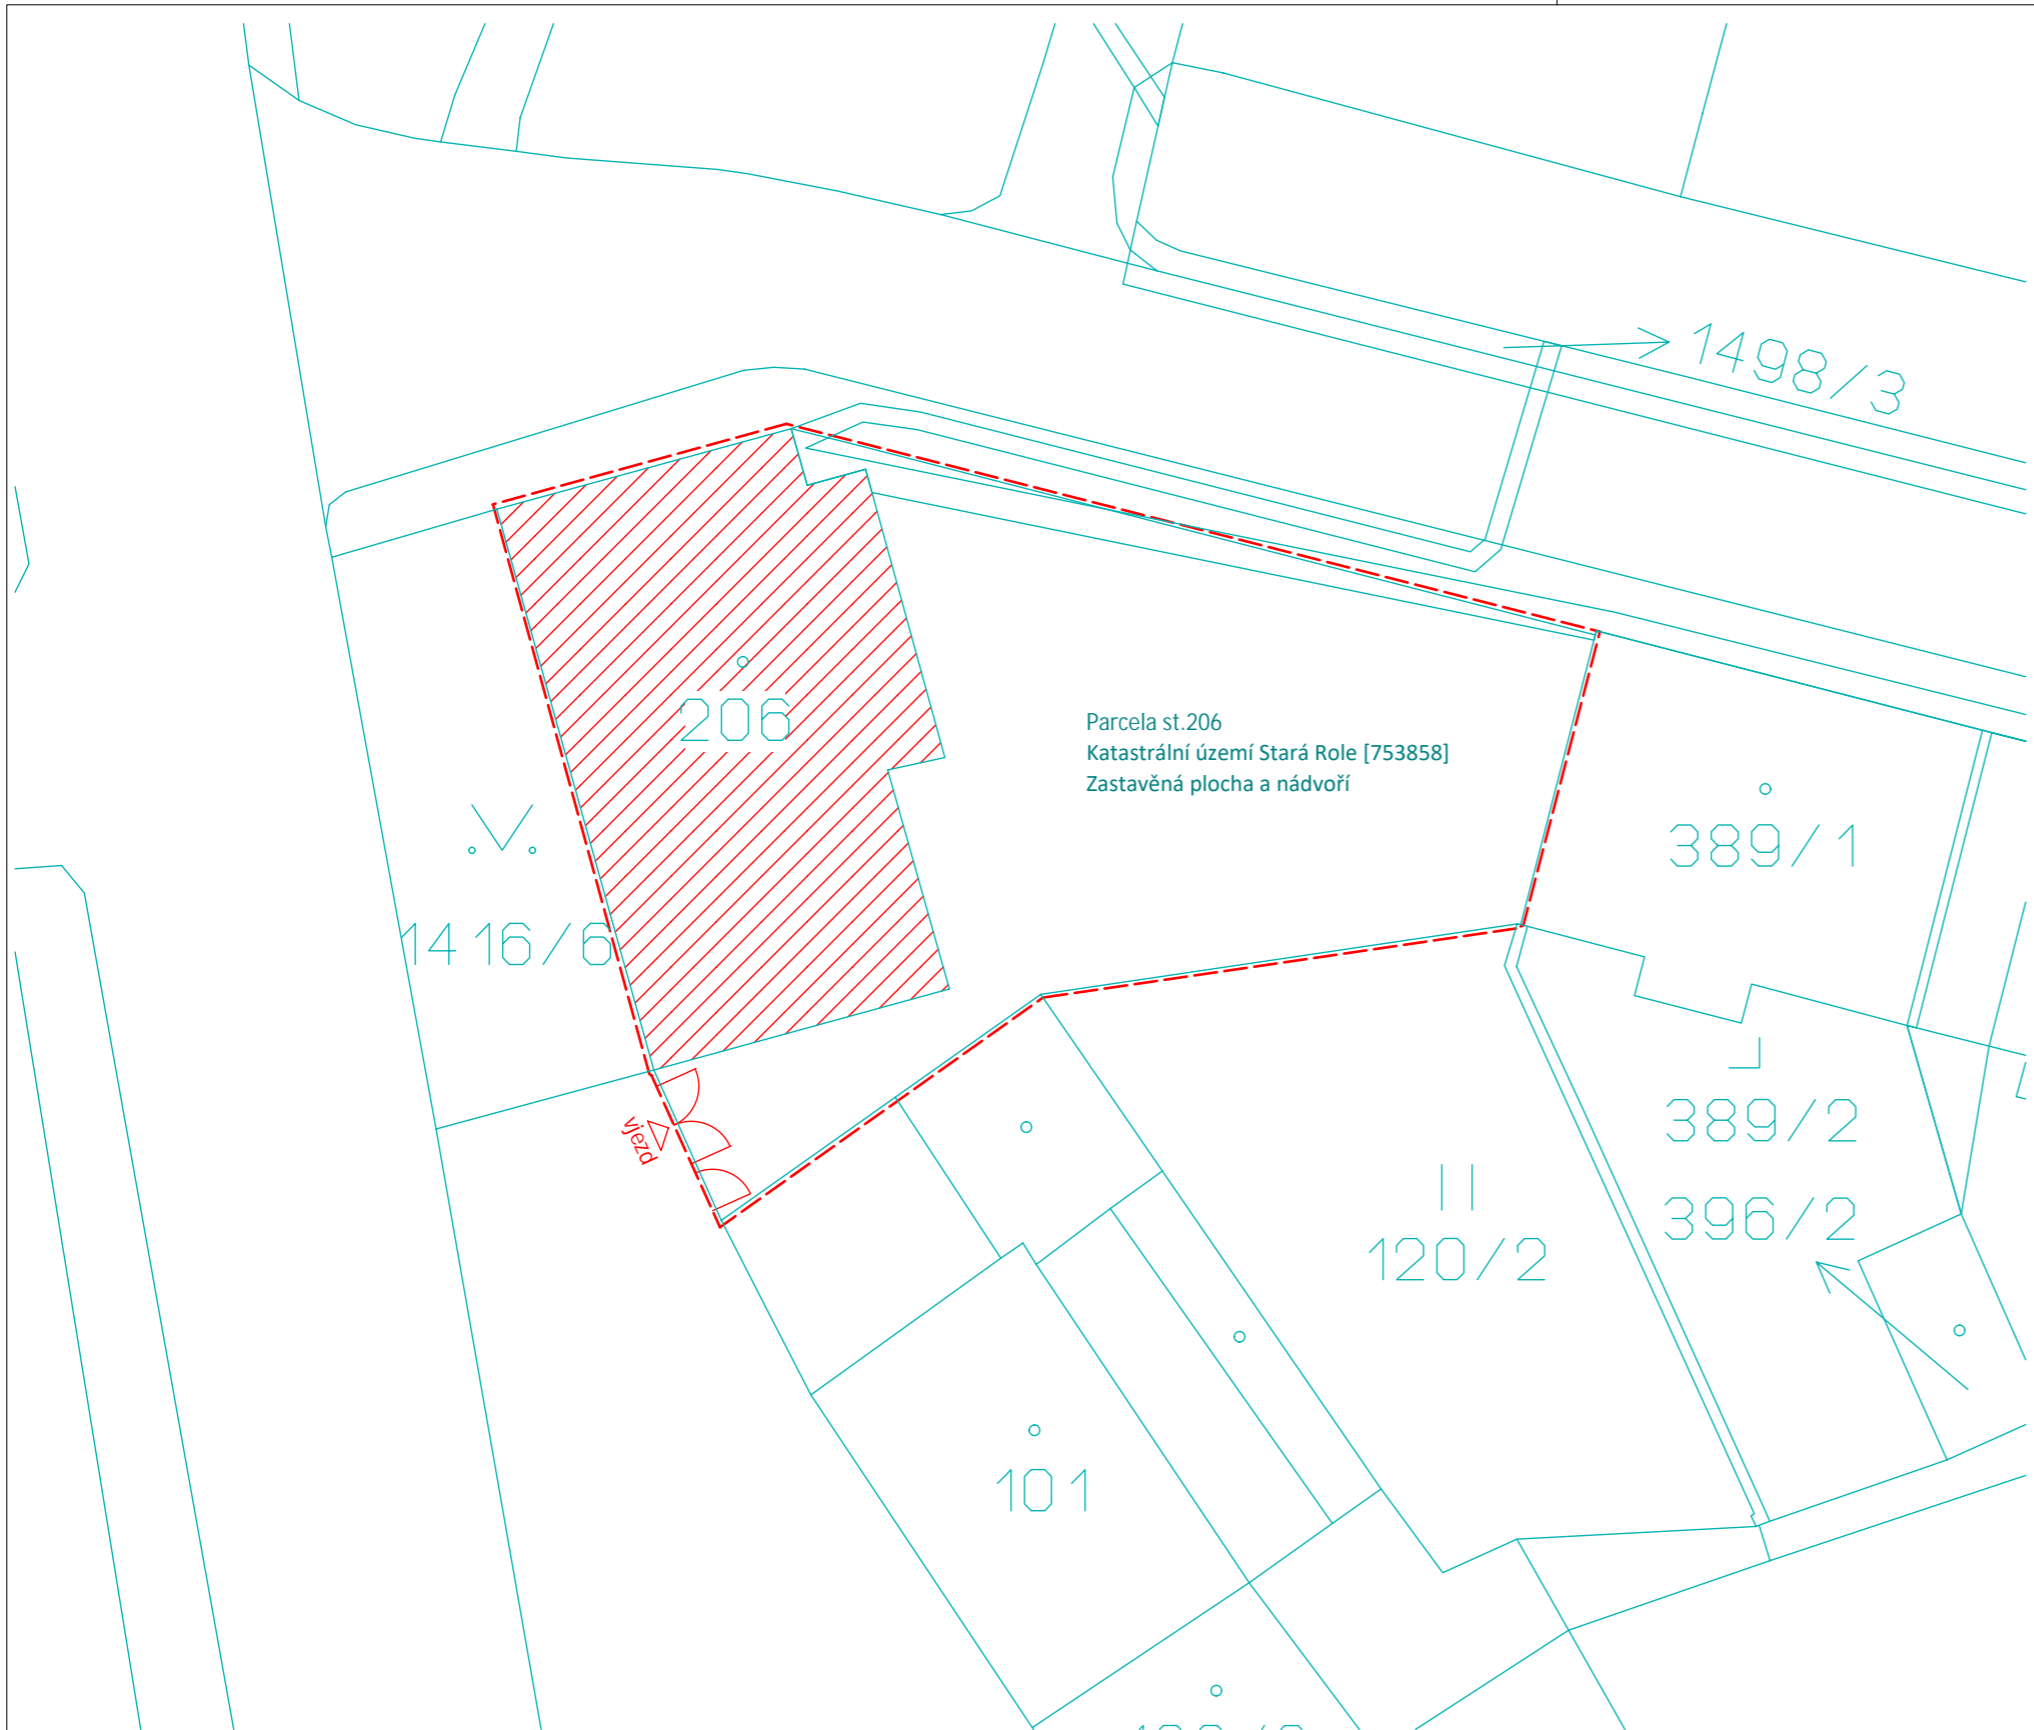 1498/3
206
Parcela st.206
Katastrální území Stará Role [753858]
Zastavěná plocha a nádvoří
389/1
1416/6
vjezd
389/2
396/2
120/2
101